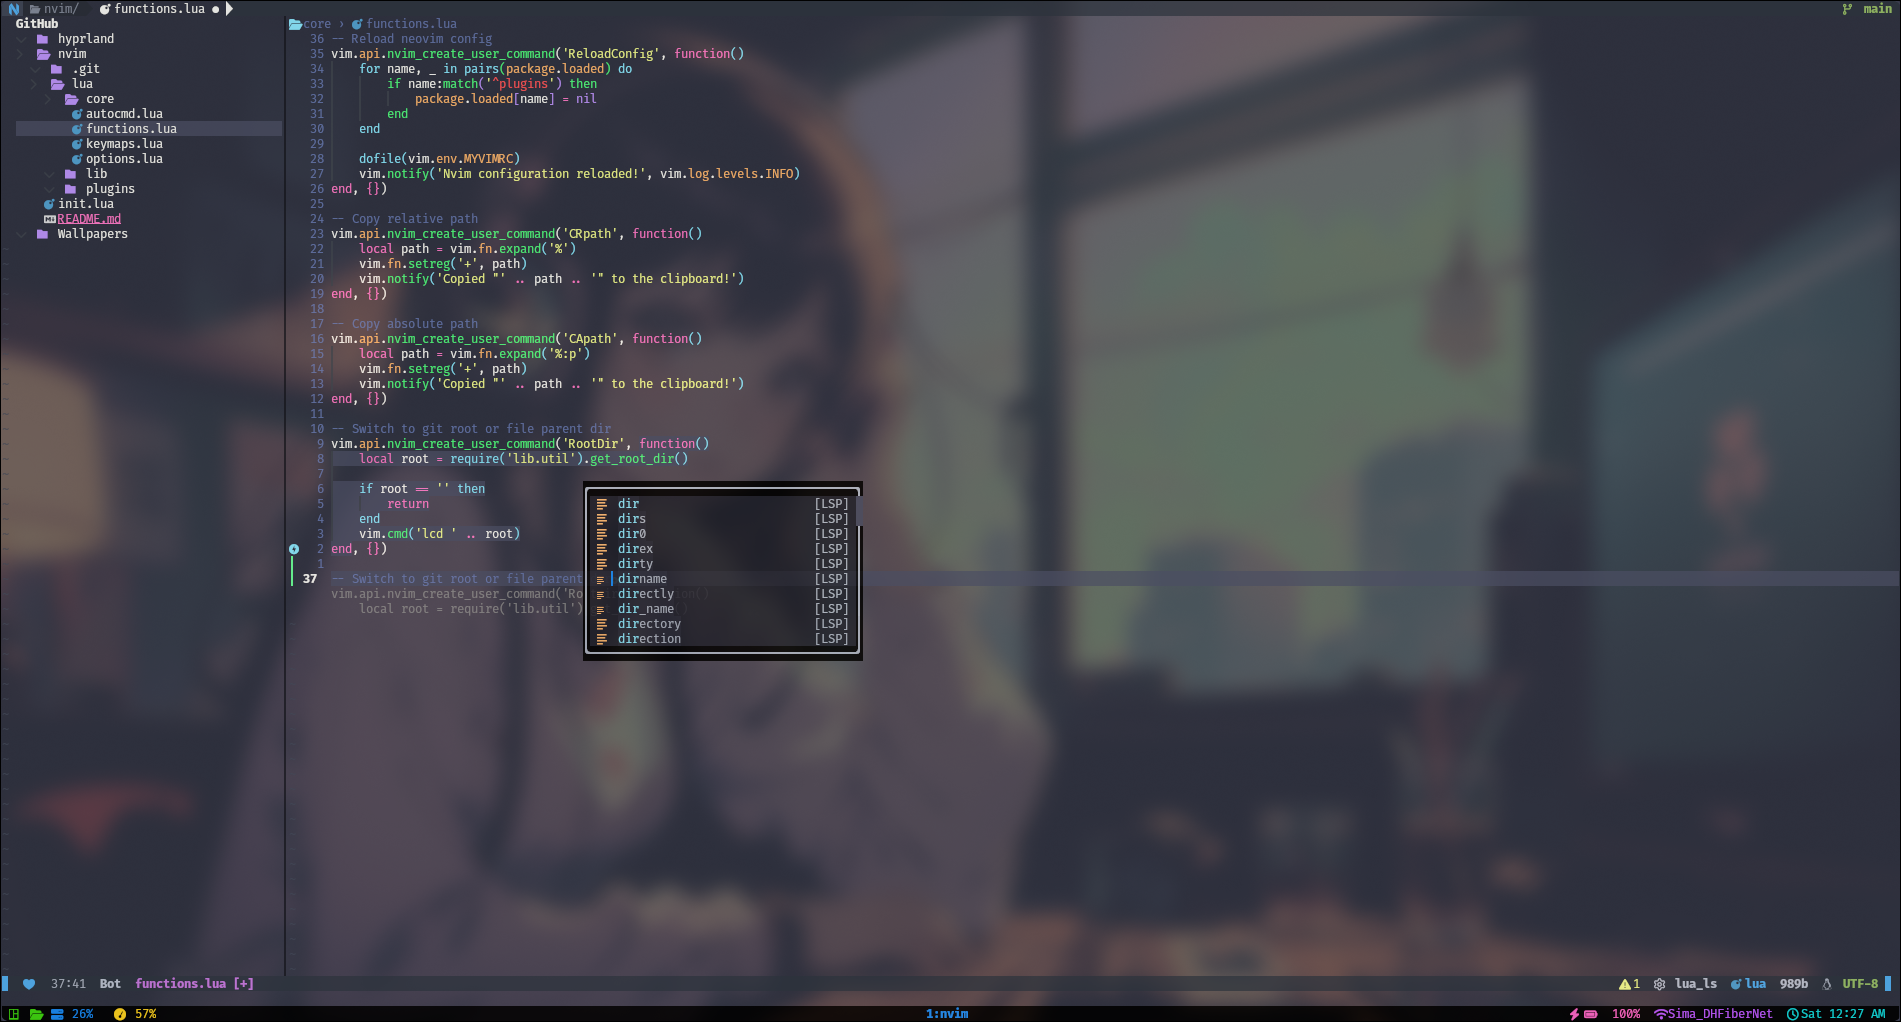 nvim/ functions.lua
main
GitHub
hyprland
nvim
.git
lua
core
autocmd.lua
functions.lua
keymaps.lua
options.lua
lib
plugins
init.lua
README.md
Wallpapers
core › functions.lua
36 -- Reload neovim config
35 vim.api.nvim_create_user_command('ReloadConfig', function()
34 for name, _ in pairs(package.loaded) do
33 if name:match('^plugins') then
32 package.loaded[name] = nil
31 end
30 end
29
28 dofile(vim.env.MYVIMRC)
27 vim.notify('Nvim configuration reloaded!', vim.log.levels.INFO)
26 end, {})
25
24 -- Copy relative path
23 vim.api.nvim_create_user_command('CRpath', function()
22 local path = vim.fn.expand('%')
21 vim.fn.setreg('+', path)
20 vim.notify('Copied "' .. path .. '" to the clipboard!')
19 end, {})
18
17 -- Copy absolute path
16 vim.api.nvim_create_user_command('CApath', function()
15 local path = vim.fn.expand('%:p')
14 vim.fn.setreg('+', path)
13 vim.notify('Copied "' .. path .. '" to the clipboard!')
12 end, {})
11
10 -- Switch to git root or file parent dir
9 vim.api.nvim_create_user_command('RootDir', function()
8 local root = require('lib.util').get_root_dir()
7
6 if root == '' then
5 return
4 end
3 vim.cmd('lcd ' .. root)
2 end, {})
1
37 -- Switch to git root or file parent
vim.api.nvim_create_user_command('Ro
local root = require('lib.util')
dir [LSP]
dirs [LSP]
dir0 [LSP]
direx [LSP]
dirty [LSP]
dirname [LSP]
directly [LSP]
dir_name [LSP]
directory [LSP]
direction [LSP]
37:41 Bot functions.lua [+]
1 lua_ls lua 989b UTF-8
26% 57%
1:nvim
100% Sima_DHFiberNet Sat 12:27 AM